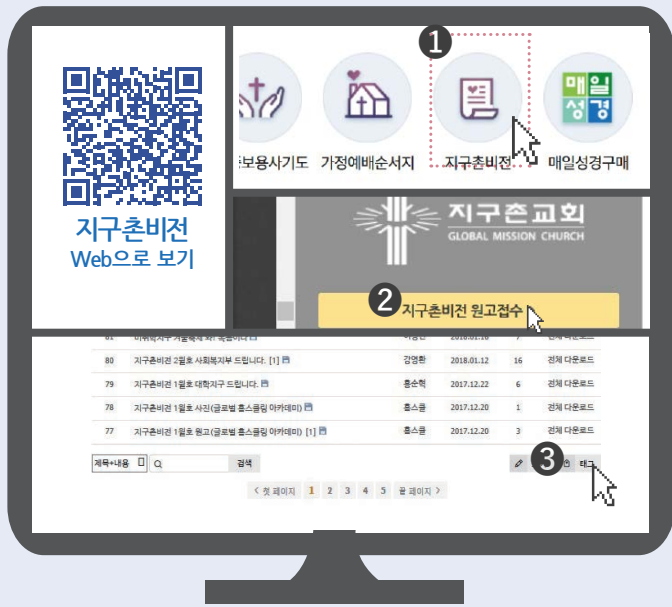 지구촌비전
Web으로 보기
1
보용사기도 가정예배순서지 지구촌비전 매일성경구매
매일
성경
지구촌교회
GLOBAL MISSION CHURCH
2 지구촌비전 원고접수
80 지구촌비전 2월호 사회복지부 드립니다. [1] 강영환 2018.01.12 16 전체 다운로드
79 지구촌비전 1월호 대학지구 드립니다. 홍순혁 2017.12.22 6 전체 다운로드
78 지구촌비전 1월호 사진(글로벌 홈스쿨링 아카데미) 홈스쿨 2017.12.20 1 전체 다운로드
77 지구촌비전 1월호 원고(글로벌 홈스쿨링 아카데미) [1] 홈스쿨 2017.12.20 3 전체 다운로드
제목+내용 검색 3 태그
< 첫 페이지 1 2 3 4 5 끝 페이지 >